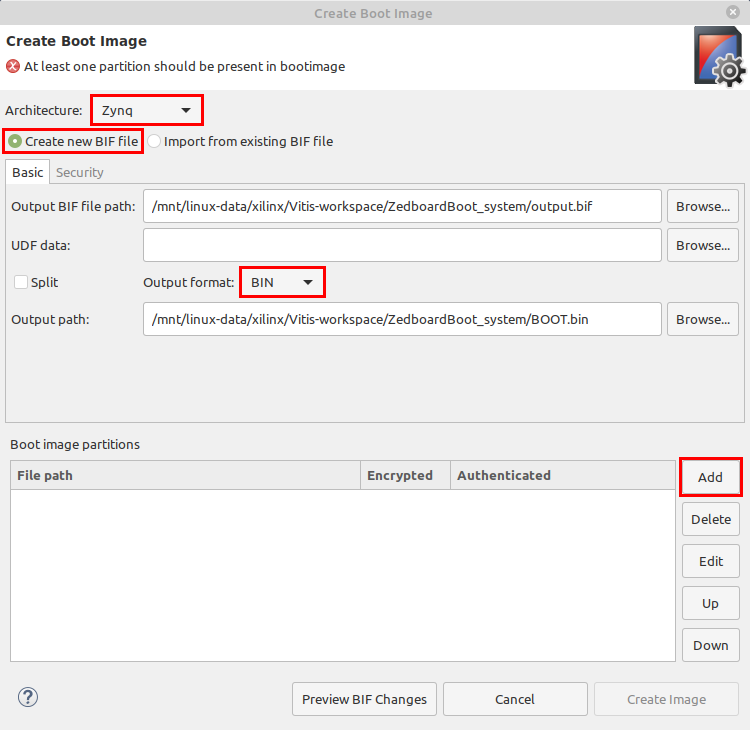 Create Boot Image
Create Boot Image
At least one partition should be present in bootimage
Architecture: Zynq
Create new BIF file Import from existing BIF file
Basic Security
Output BIF file path: /mnt/linux-data/xilinx/Vitis-workspace/ZedboardBoot_system/output.bif Browse...
UDF data: Browse...
Split Output format: BIN
Output path: /mnt/linux-data/xilinx/Vitis-workspace/ZedboardBoot_system/BOOT.bin Browse...
Boot image partitions
File path Encrypted Authenticated Add
Delete
Edit
Up
Down
? Preview BIF Changes Cancel Create Image